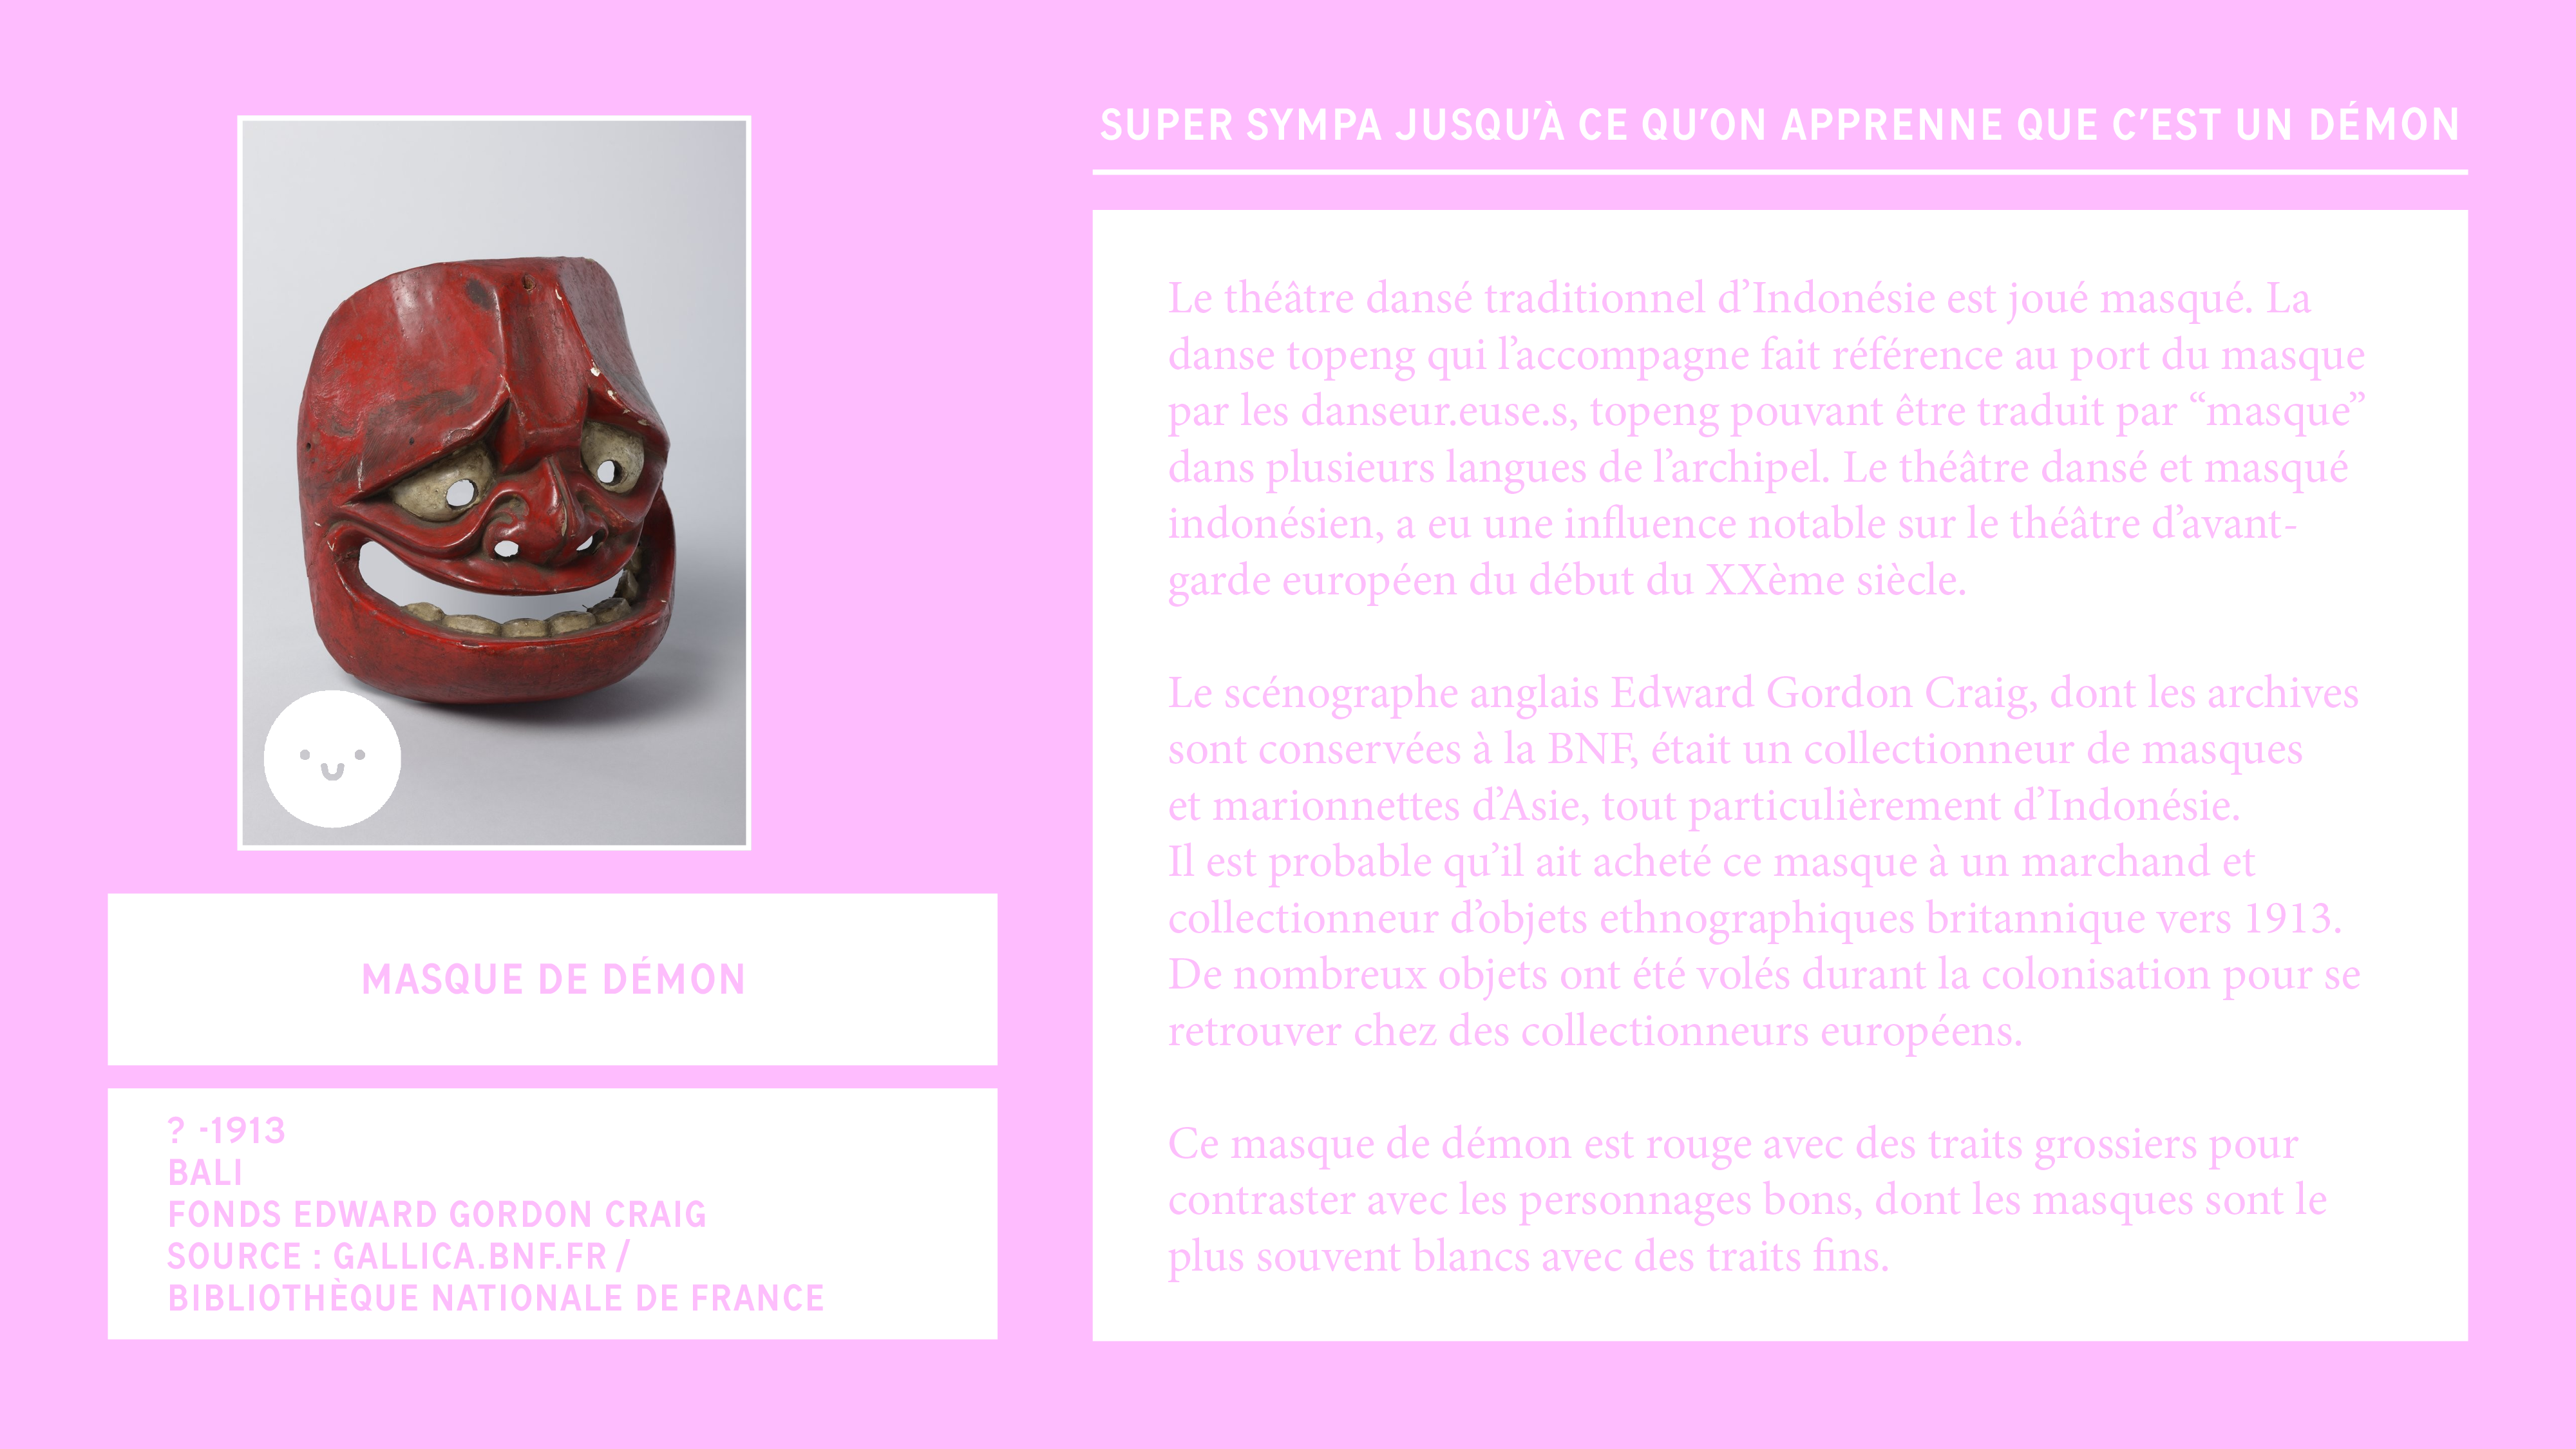 SUPER SYMPA JUSQU'À CE QU'ON APPRENNE QUE C'EST UN DÉMON
Le théâtre dansé traditionnel d'Indonésie est joué masqué. La
danse topeng qui l'accompagne fait référence au port du masque
par les danseur.euse.s, topeng pouvant être traduit par “masque”
dans plusieurs langues de l'archipel. Le théâtre dansé et masqué
indonésien, a eu une influence notable sur le théâtre d'avant-
garde européen du début du XXème siècle.
Le scénographe anglais Edward Gordon Craig, dont les archives
sont conservées à la BNF, était un collectionneur de masques
et marionnettes d'Asie, tout particulièrement d'Indonésie.
Il est probable qu'il ait acheté ce masque à un marchand et
collectionneur d'objets ethnographiques britannique vers 1913.
De nombreux objets ont été volés durant la colonisation pour se
retrouver chez des collectionneurs européens.
Ce masque de démon est rouge avec des traits grossiers pour
contraster avec les personnages bons, dont les masques sont le
plus souvent blancs avec des traits fins.
MASQUE DE DÉMON
? -1913
BALI
FONDS EDWARD GORDON CRAIG
SOURCE : GALLICA.BNF.FR /
BIBLIOTHÈQUE NATIONALE DE FRANCE